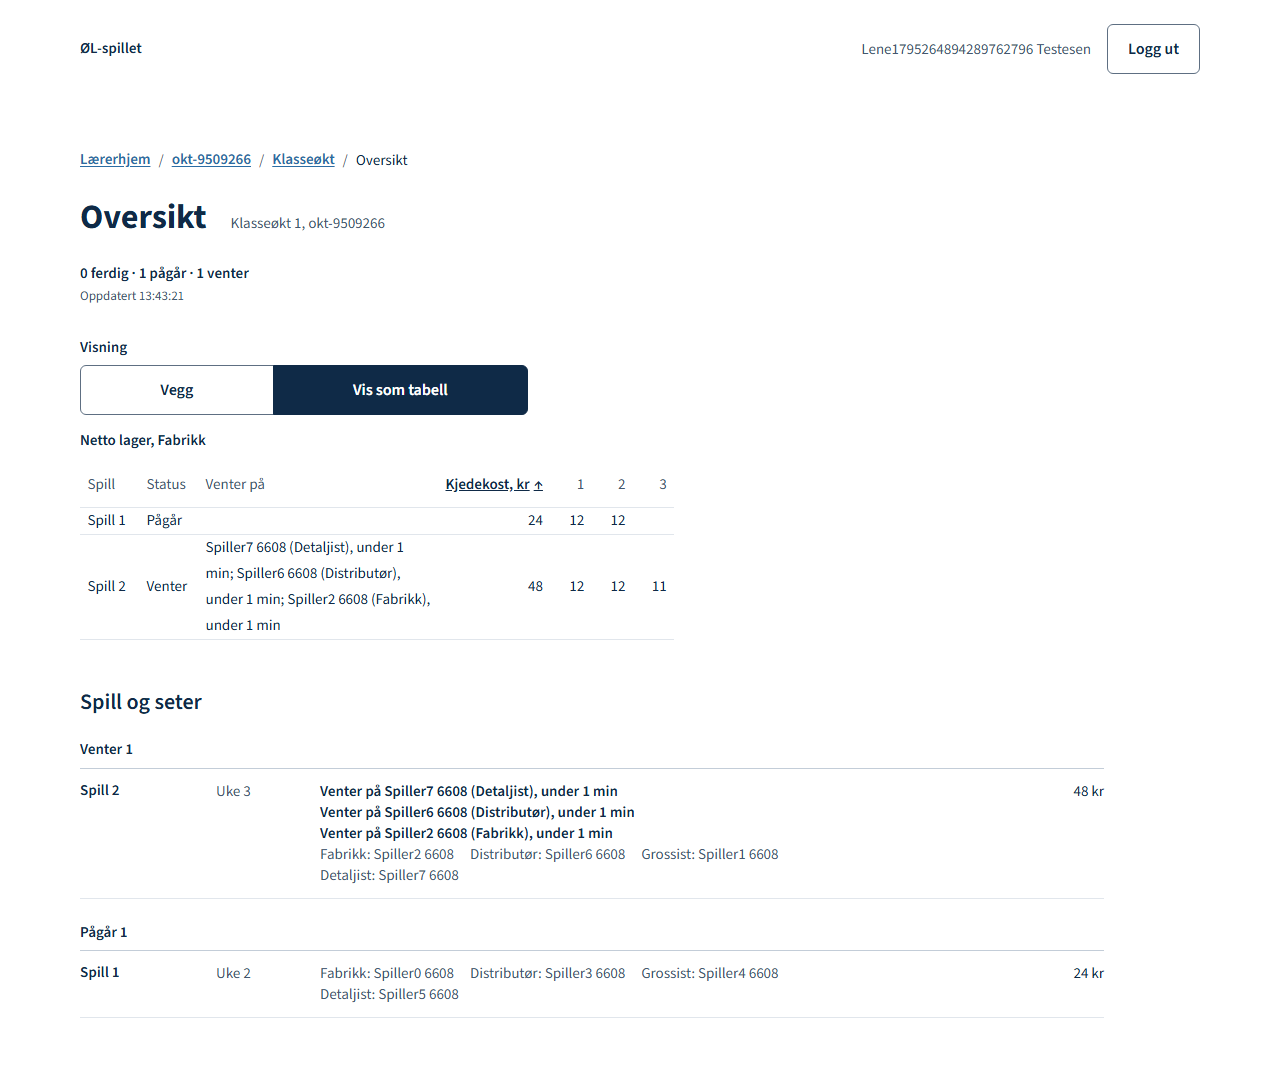 ØL-spillet
Lene1795264894289762796 Testesen
Logg ut
Lærerhjem / okt-9509266 / Klasseøkt / Oversikt
Oversikt
Klasseøkt 1, okt-9509266
0 ferdig · 1 pågår · 1 venter
Oppdatert 13:43:21
Visning
Vegg
Vis som tabell
Netto lager, Fabrikk
Spill Status Venter på Kjedekost, kr ↑ 1 2 3
Spill 1 Pågår 24 12 12
Spill 2 Venter
Spiller7 6608 (Detaljist), under 1
min; Spiller6 6608 (Distributør),
under 1 min; Spiller2 6608 (Fabrikk),
under 1 min
48 12 12 11
Spill og seter
Venter 1
Spill 2 Uke 3
Venter på Spiller7 6608 (Detaljist), under 1 min
Venter på Spiller6 6608 (Distributør), under 1 min
Venter på Spiller2 6608 (Fabrikk), under 1 min
Fabrikk: Spiller2 6608 Distributør: Spiller6 6608 Grossist: Spiller1 6608
Detaljist: Spiller7 6608
48 kr
Pågår 1
Spill 1 Uke 2
Fabrikk: Spiller0 6608 Distributør: Spiller3 6608 Grossist: Spiller4 6608
Detaljist: Spiller5 6608
24 kr